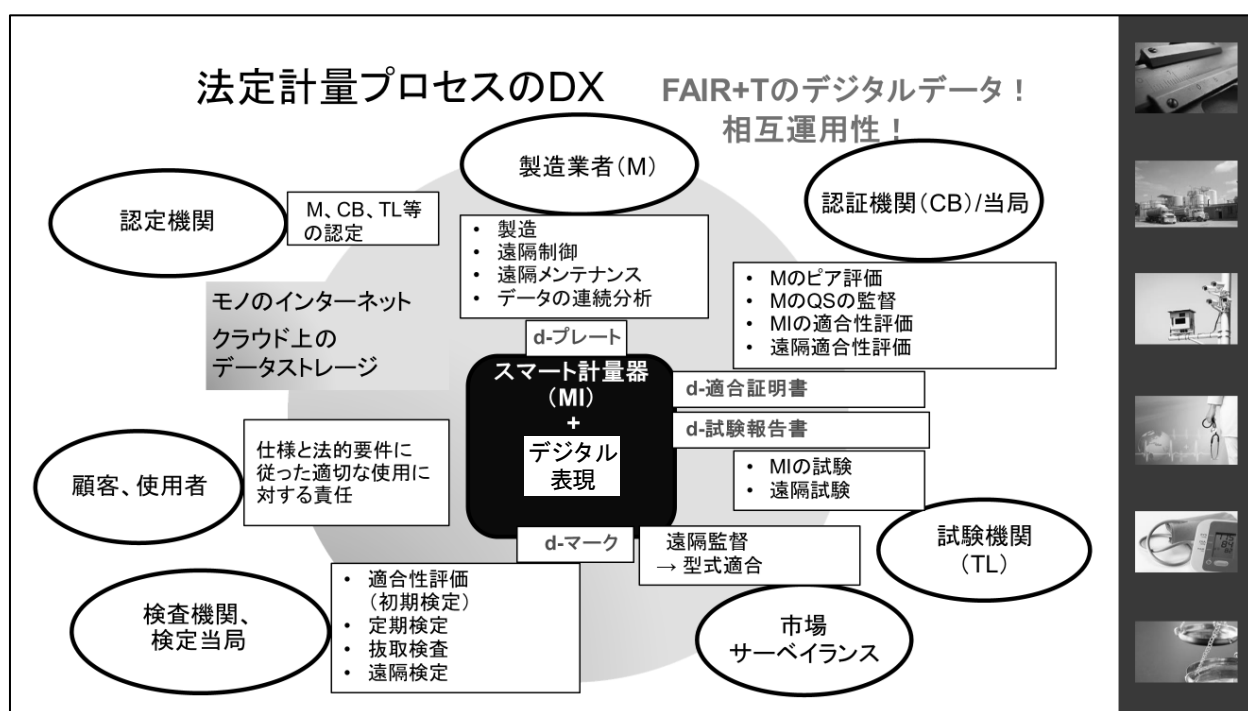 法定計量プロセスのDX
FAIR+Tのデジタルデータ！
相互運用性！
製造業者（M）
・ 製造
・ 遠隔制御
・ 遠隔メンテナンス
・ データの連続分析
認定機関
M、CB、TL等
の認定
認証機関（CB）/当局
・ Mのピア評価
・ MのQSの監督
・ MIの適合性評価
・ 遠隔適合性評価
モノのインターネット
クラウド上の
データストレージ
d-プレート
スマート計量器
（MI）
+
デジタル
表現
d-適合証明書
d-試験報告書
・ MIの試験
・ 遠隔試験
試験機関
（TL）
顧客、使用者
仕様と法的要件に
従った適切な使用に
対する責任
d-マーク
遠隔監督
→ 型式適合
市場
サーベイランス
検査機関、
検定当局
・ 適合性評価
（初期検定）
・ 定期検定
・ 抜取検査
・ 遠隔検定